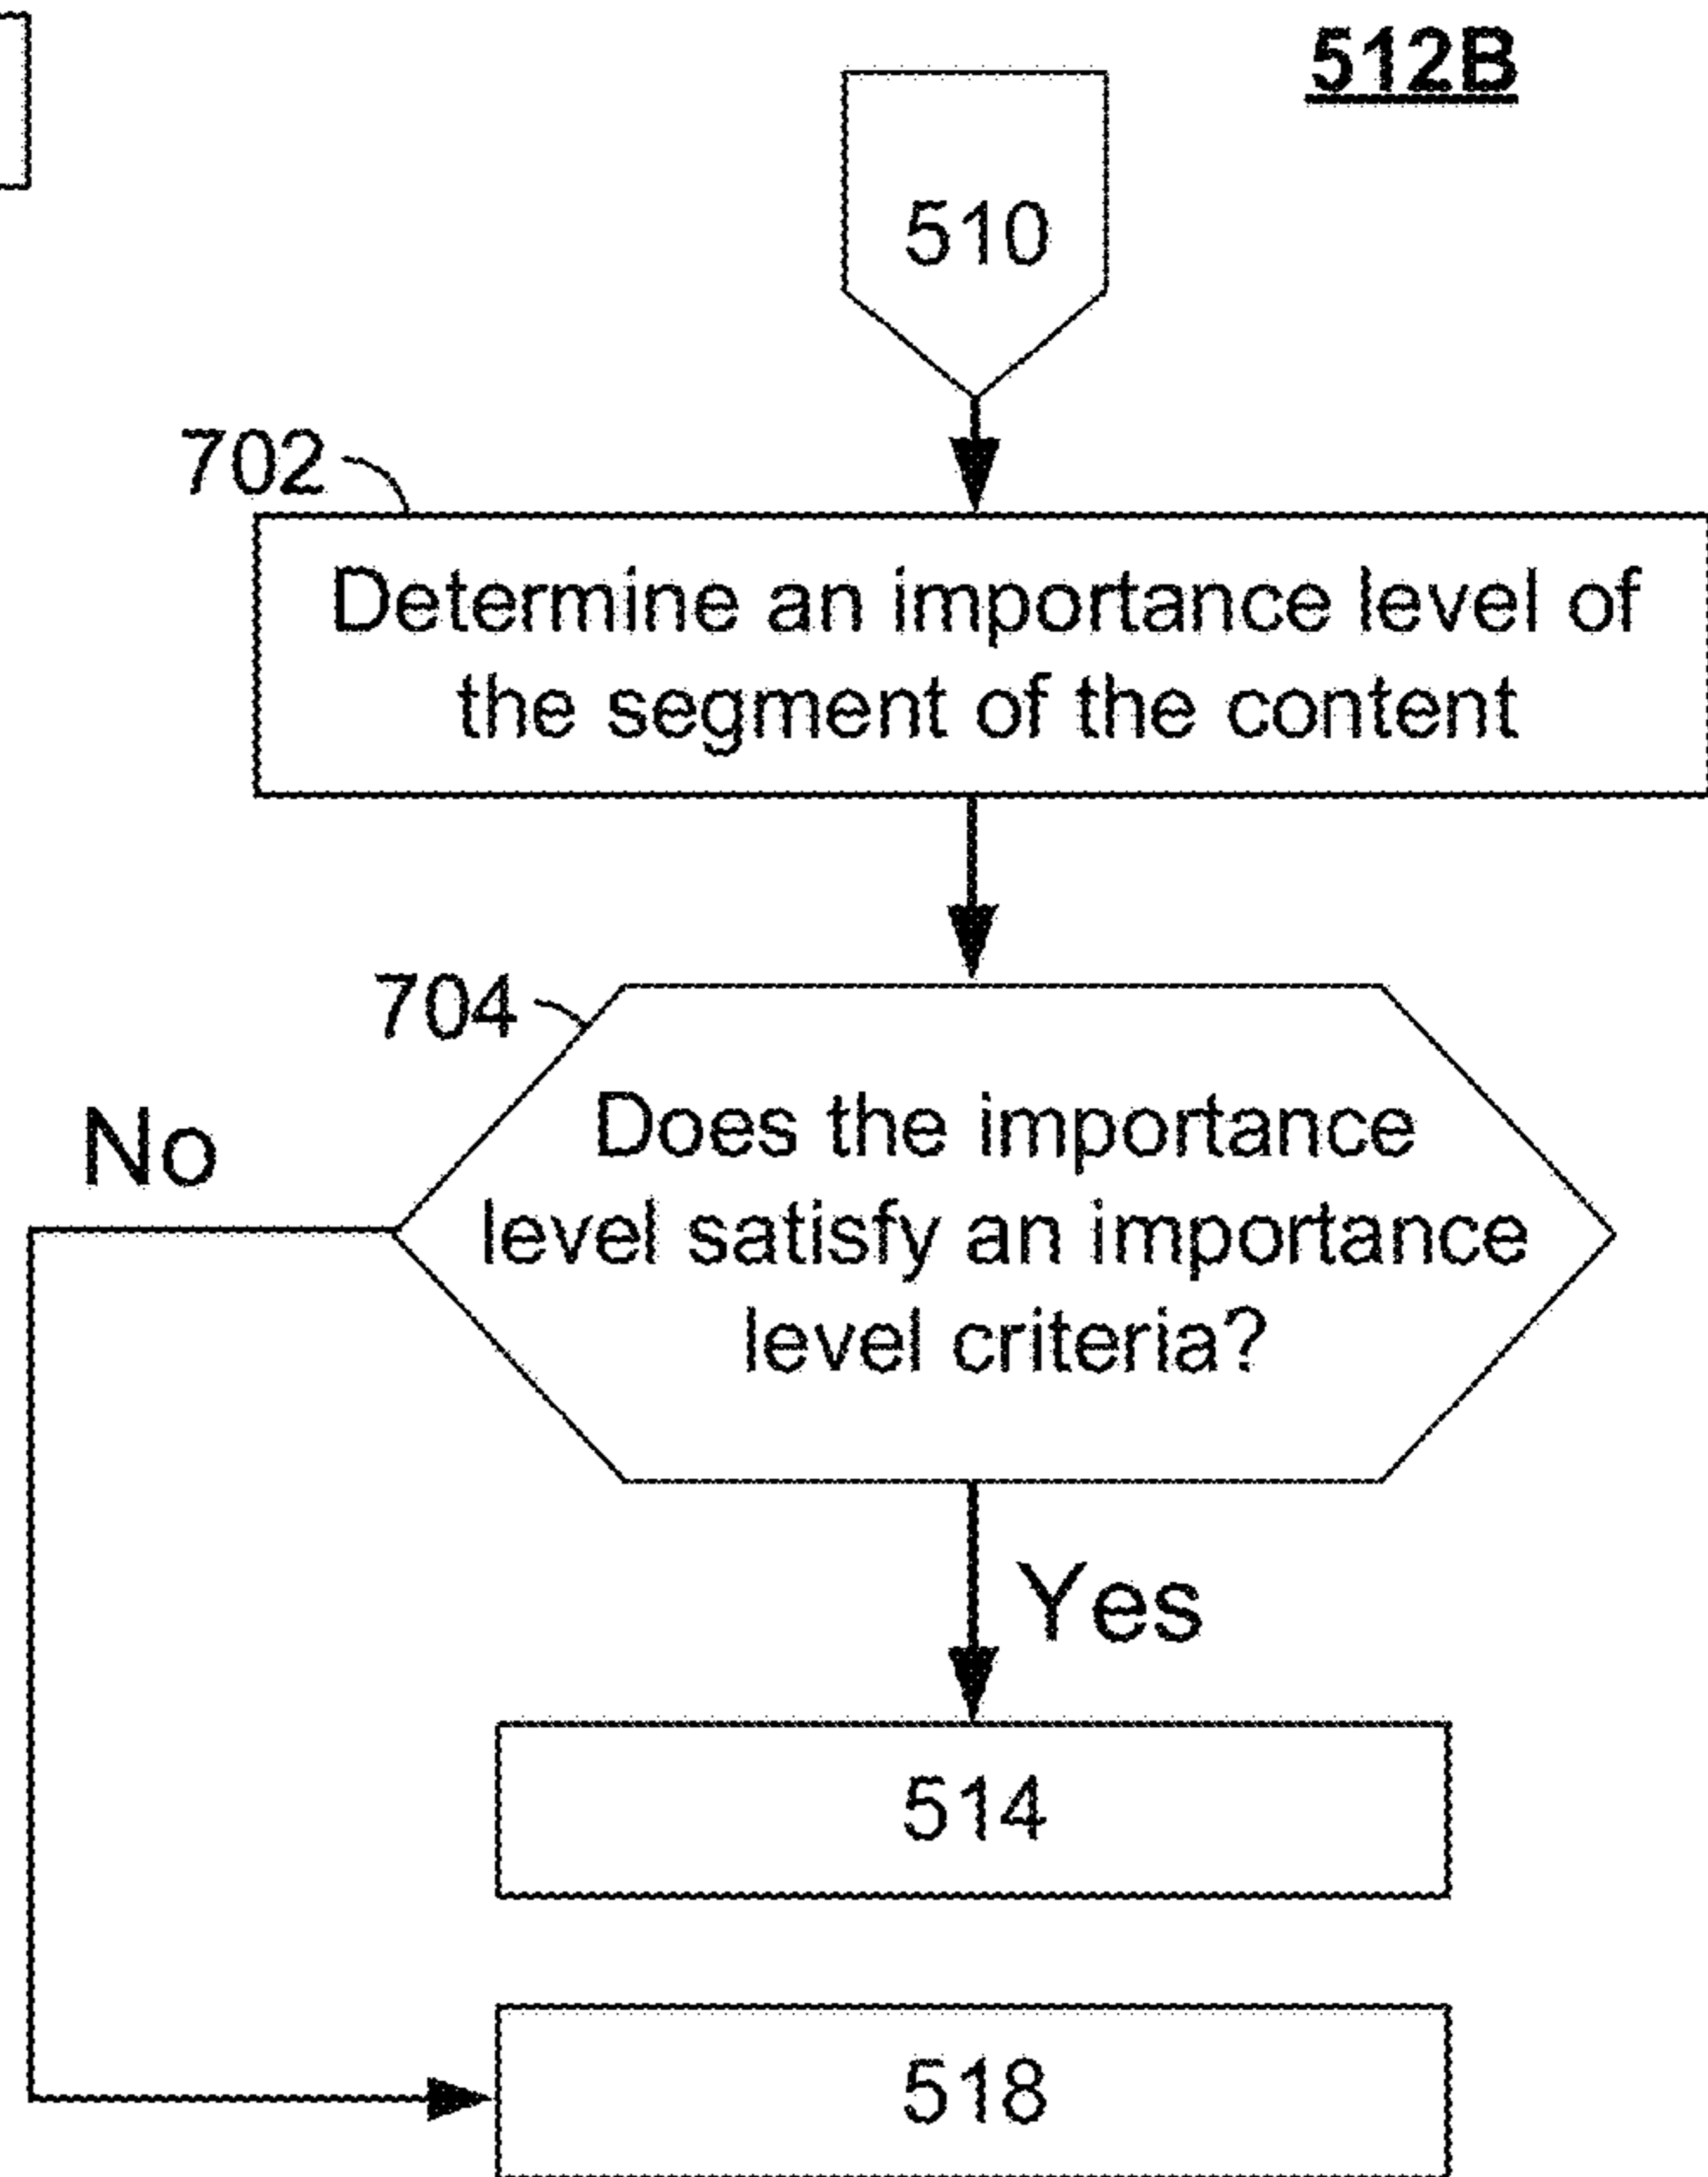 512B
510
702
Determine an importance level of
the segment of the content
704
Does the importance
level satisfy an importance
level criteria?
No
Yes
514
518